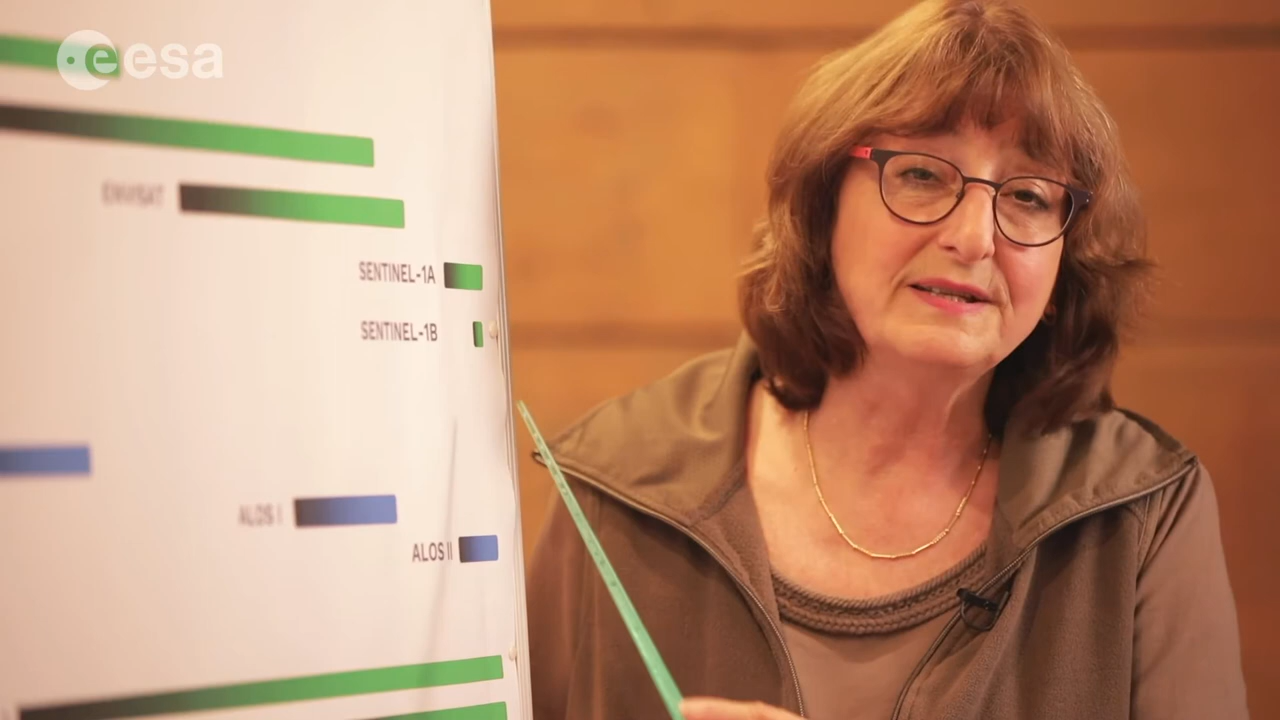 esa
ENVISAT
SENTINEL-1A
SENTINEL-1B
ALOS I
ALOS II